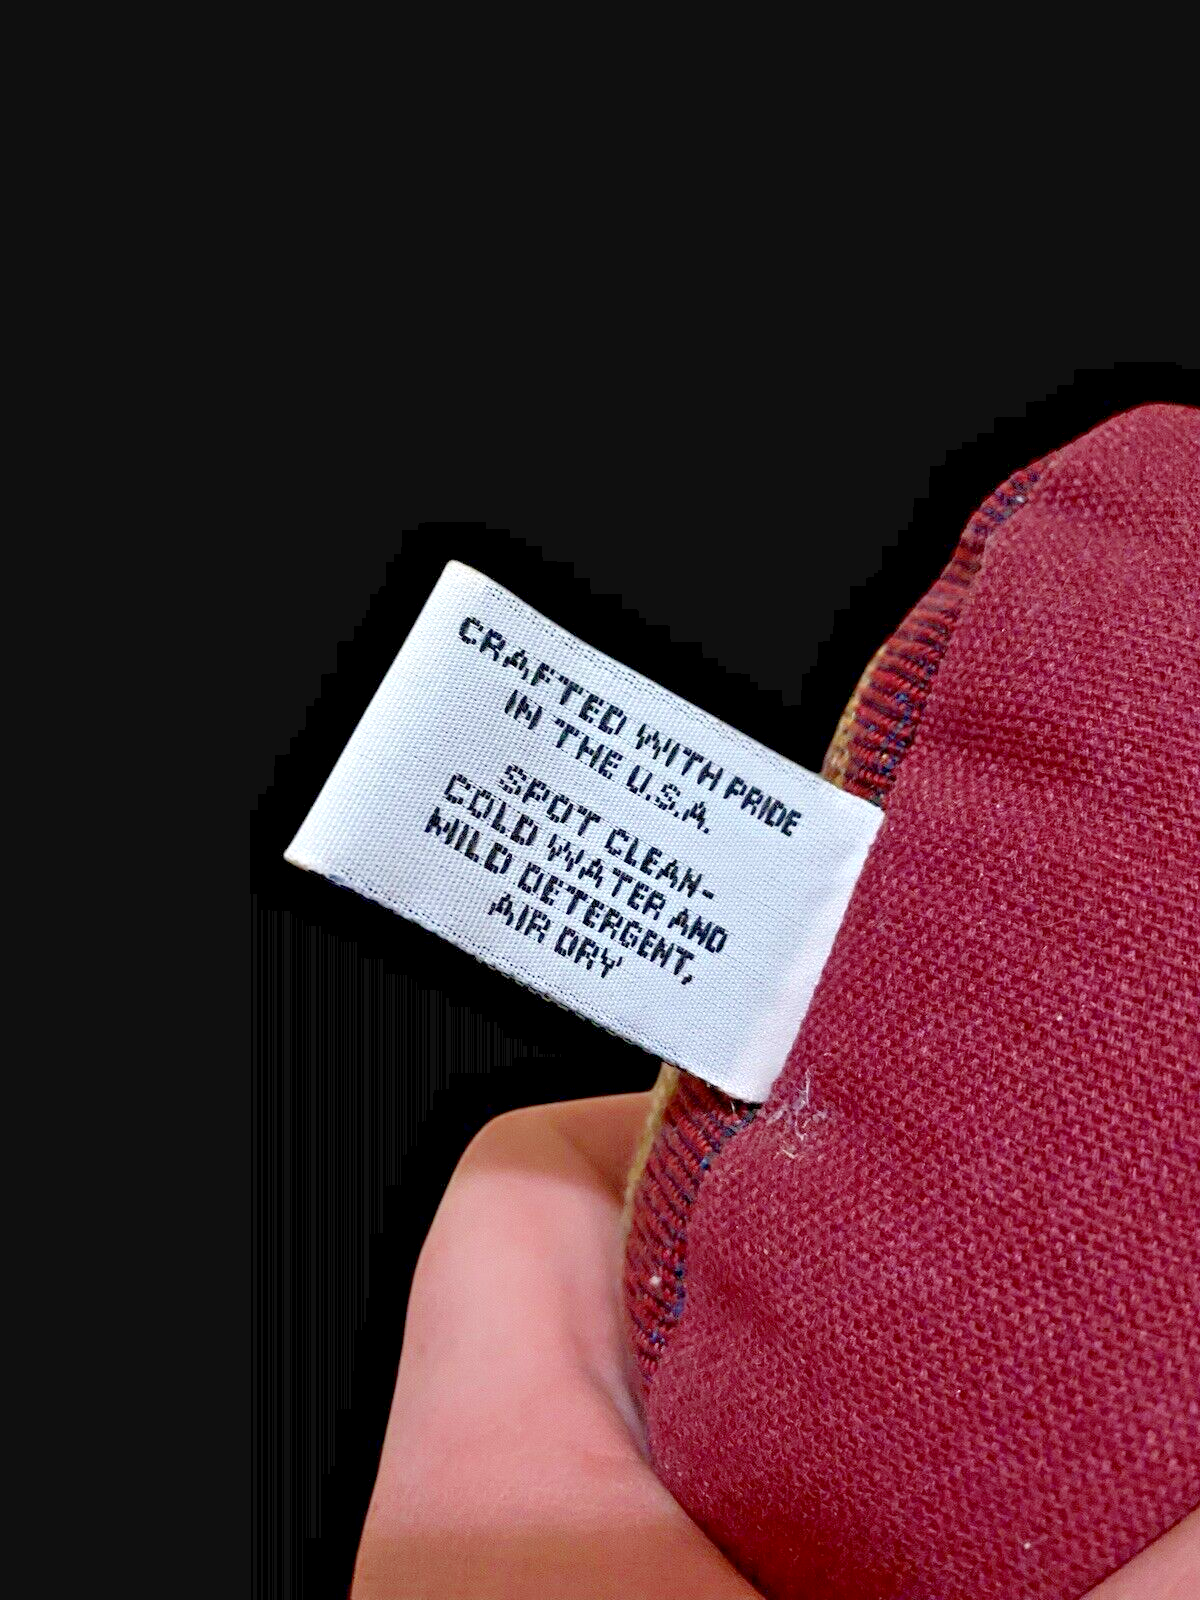 CRAFTED WITH PRIDE
IN THE U.S.A.
SPOT CLEAN-
COLD WATER AND
MILD DETERGENT,
AIR DRY